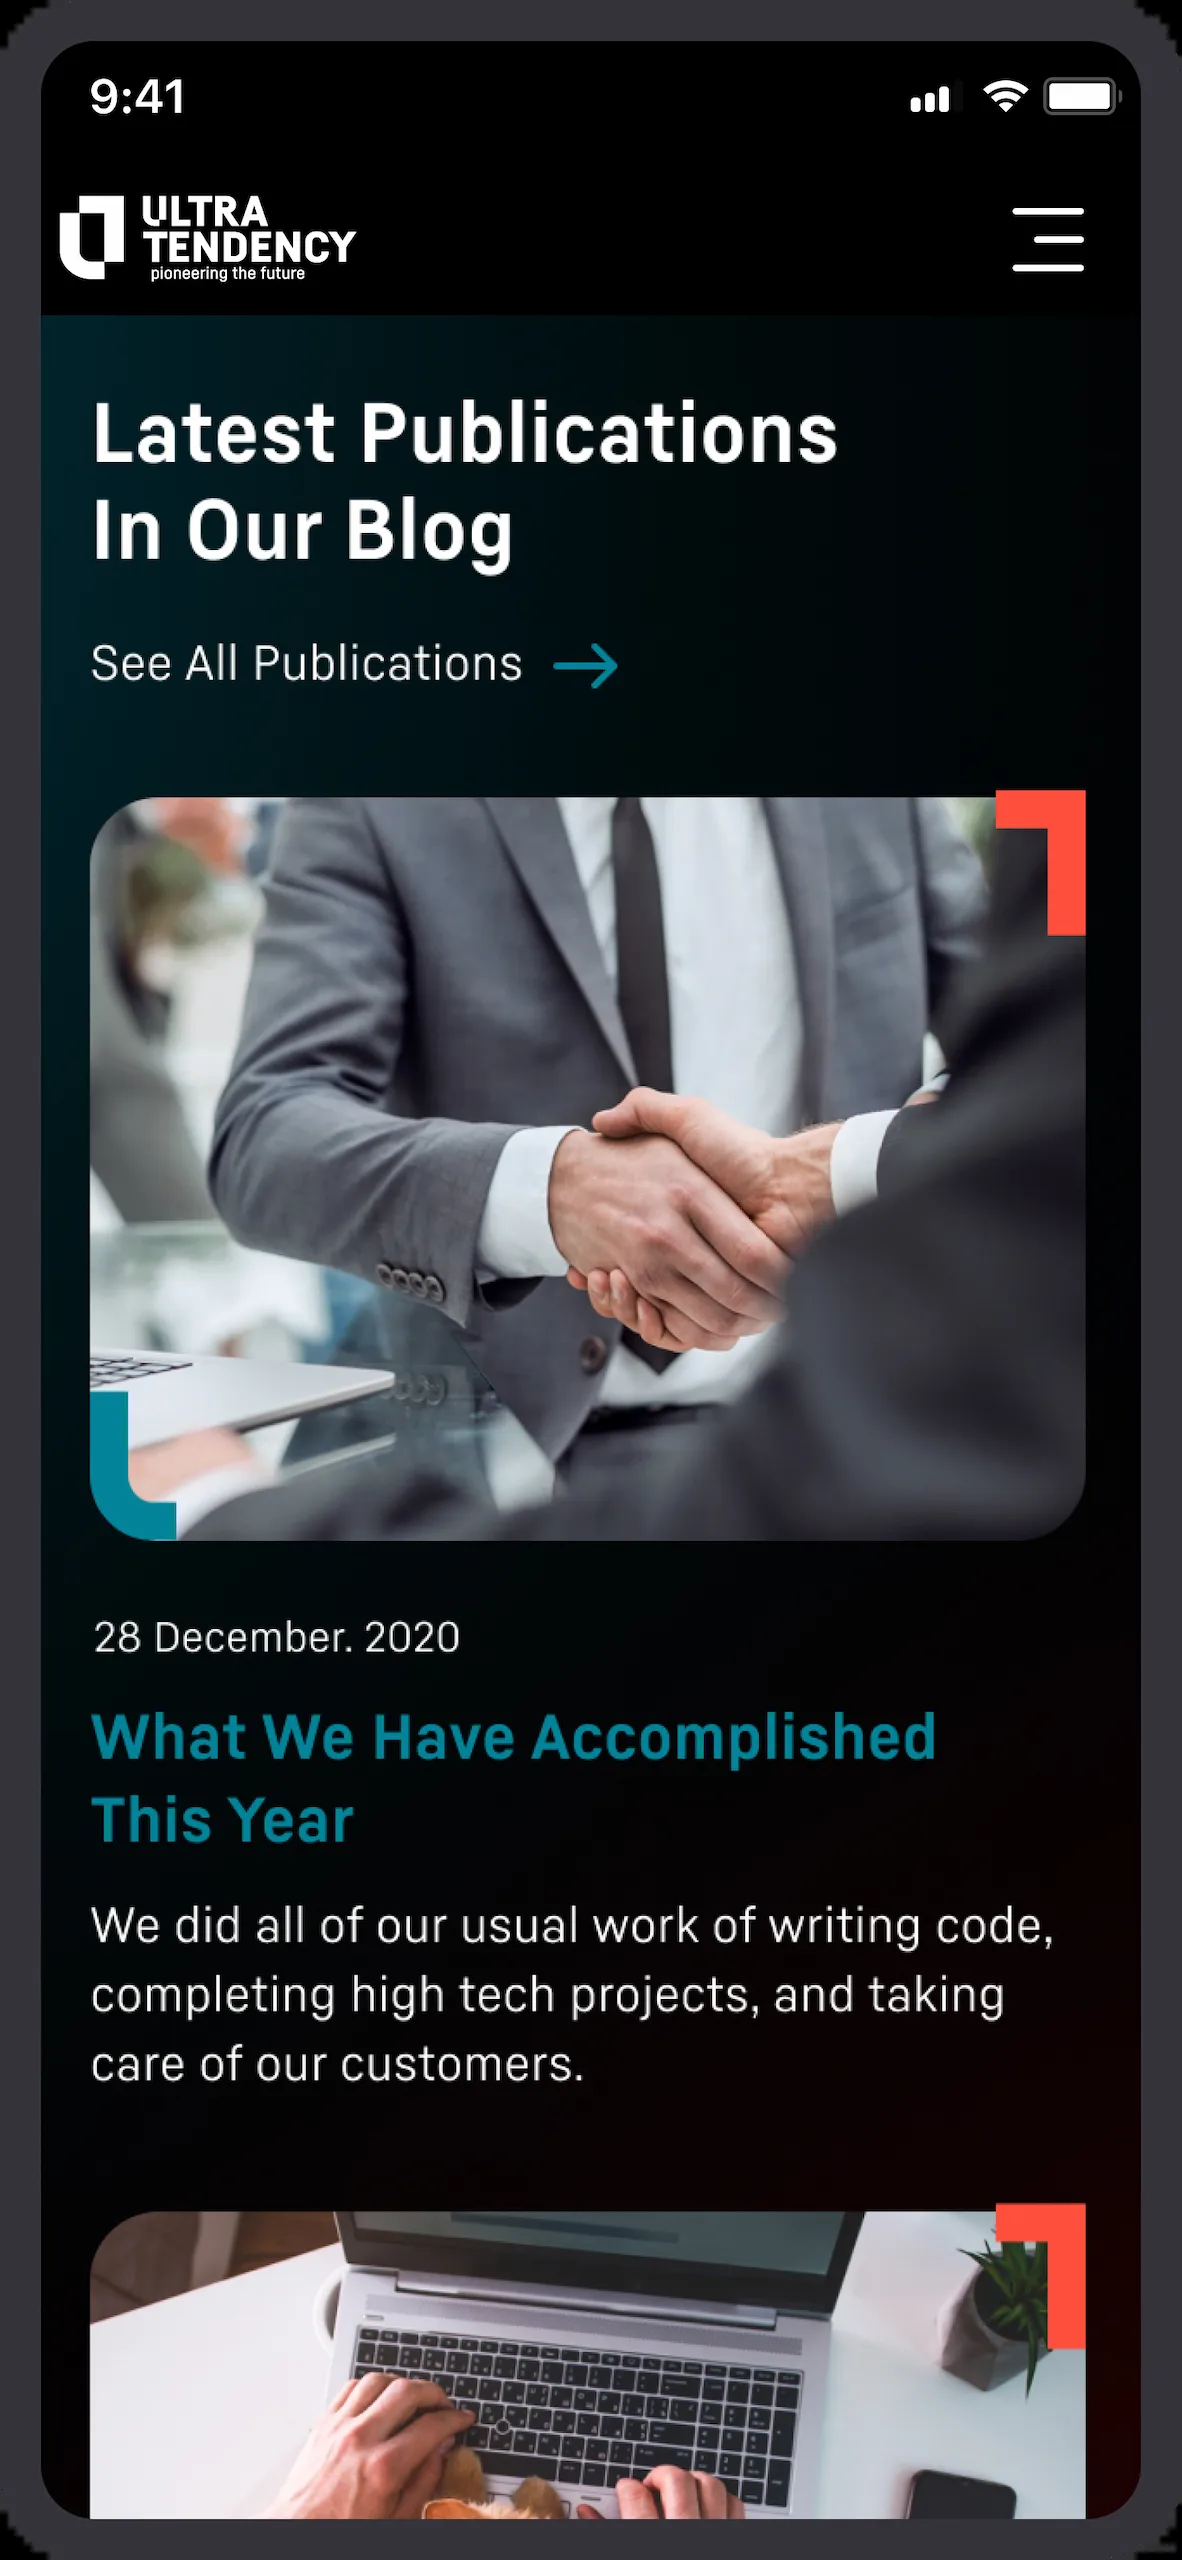 9:41
ULTRA
TENDENCY
pioneering the future
Latest Publications
In Our Blog
See All Publications
28 December. 2020
What We Have Accomplished
This Year
We did all of our usual work of writing code,
completing high tech projects, and taking
care of our customers.